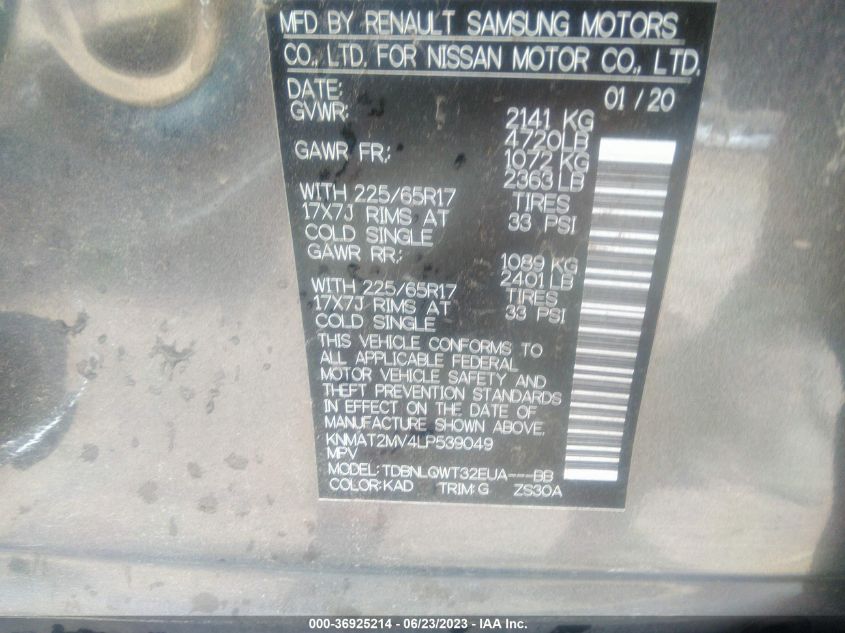 MFD BY RENAULT SAMSUNG MOTORS
CO., LTD. FOR NISSAN MOTOR CO., LTD.
DATE: 01 / 20
GVWR: 2141 KG
4720LB
GAWR FR,: 1072 KG
2363 LB
WITH 225/65R17 TIRES
17X7J RIMS AT 33 PSI
COLD SINGLE
GAWR RR,: 1089 KG
2401 LB
WITH 225/65R17 TIRES
17X7J RIMS AT 33 PSI
COLD SINGLE
THIS VEHICLE CONFORMS TO
ALL APPLICABLE FEDERAL
MOTOR VEHICLE SAFETY AND
THEFT PREVENTION STANDARDS
IN EFFECT ON THE DATE OF
MANUFACTURE SHOWN ABOVE.
KNMAT2MV4LP539049
MPV
MODEL: TDBNLQWT32EUA---BB
COLOR: KAD TRIM: G ZS30A
000-36925214 - 06/23/2023 - IAA Inc.